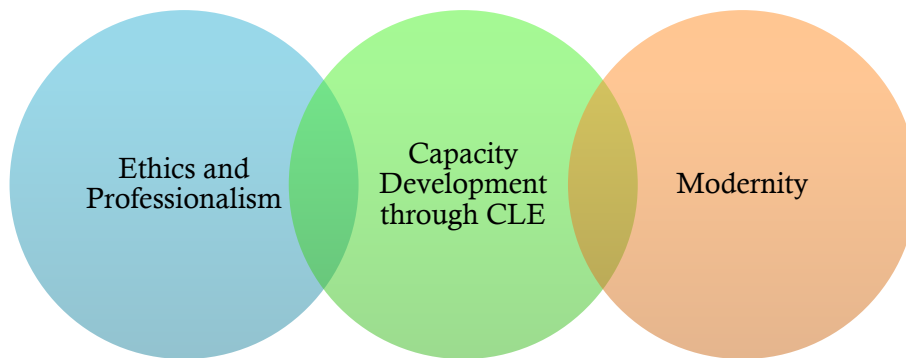 Ethics and
Professionalism
Capacity
Development
through CLE
Modernity